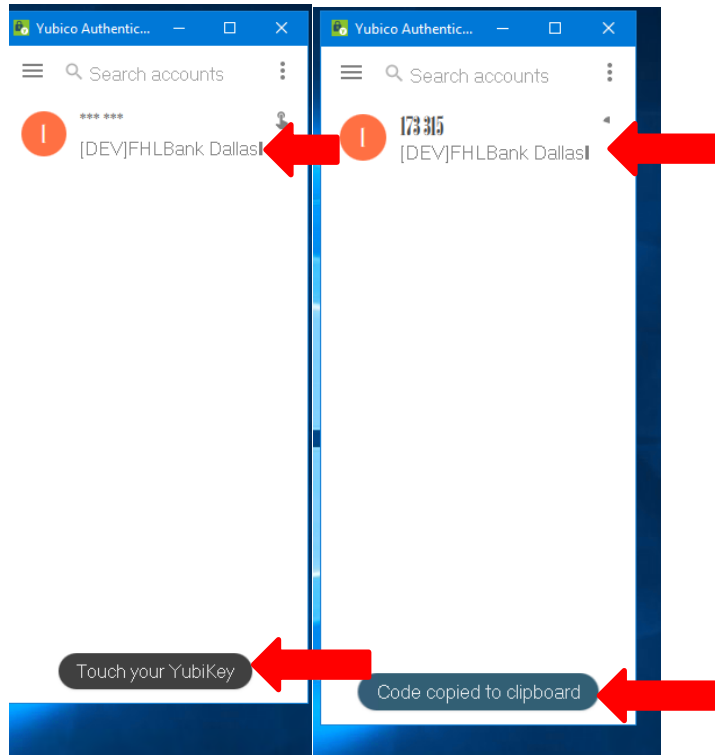 Yubico Authentic...
Search accounts
*** ***
I
[DEV]FHLBank Dallas
Touch your YubiKey
Yubico Authentic...
Search accounts
173 315
I
[DEV]FHLBank Dallas
Code copied to clipboard